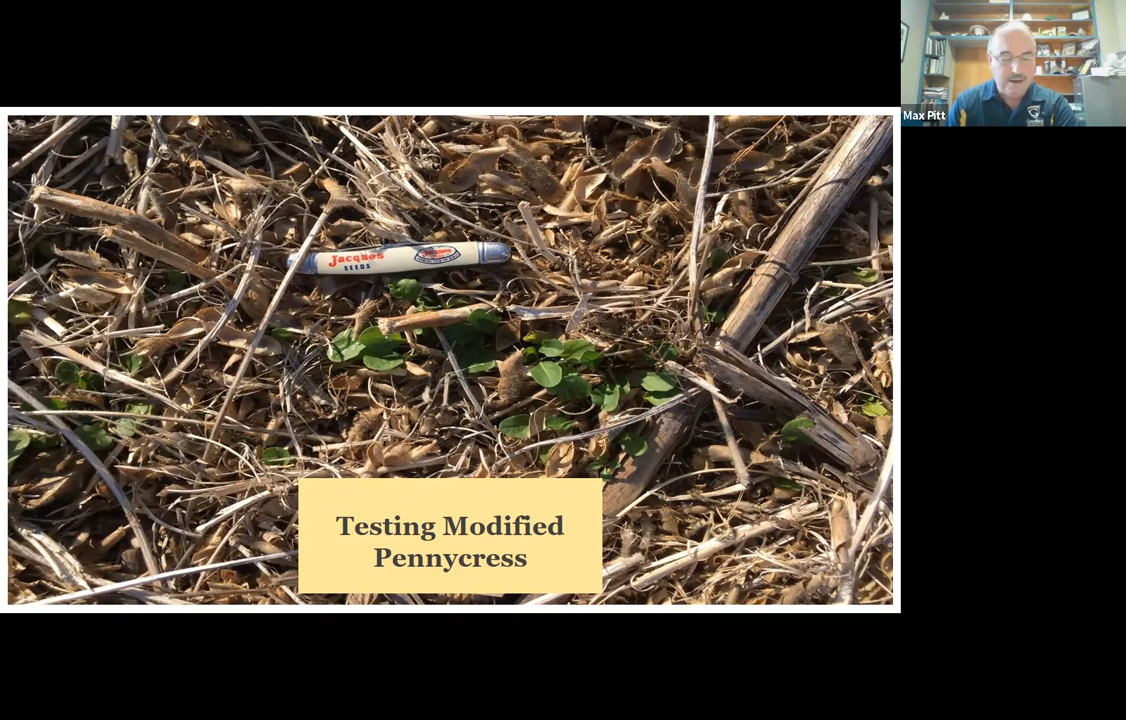 Max Pitt
Jacques
SEEDS
Testing Modified
Pennycress